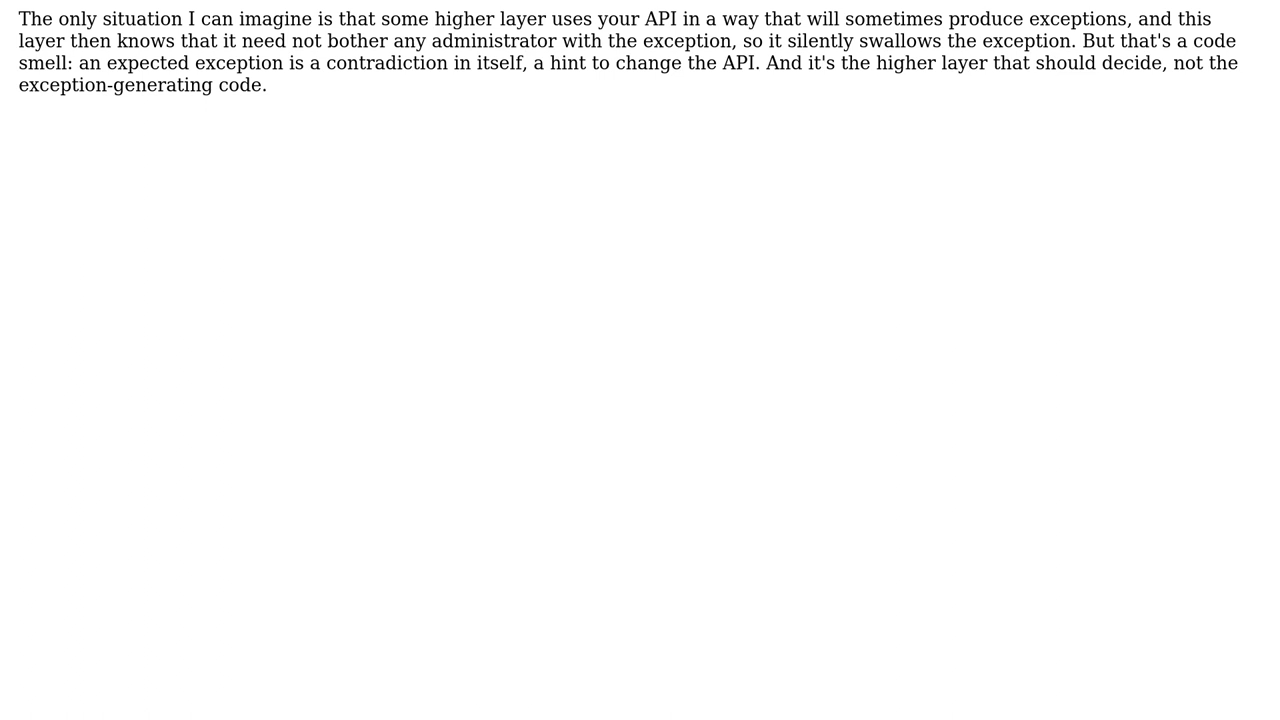 The only situation I can imagine is that some higher layer uses your API in a way that will sometimes produce exceptions, and this
layer then knows that it need not bother any administrator with the exception, so it silently swallows the exception. But that's a code
smell: an expected exception is a contradiction in itself, a hint to change the API. And it's the higher layer that should decide, not the
exception-generating code.